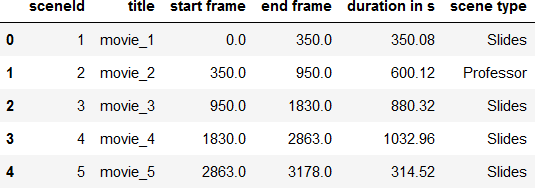 sceneId title start frame end frame duration in s scene type
0 1 movie_1 0.0 350.0 350.08 Slides
1 2 movie_2 350.0 950.0 600.12 Professor
2 3 movie_3 950.0 1830.0 880.32 Slides
3 4 movie_4 1830.0 2863.0 1032.96 Slides
4 5 movie_5 2863.0 3178.0 314.52 Slides